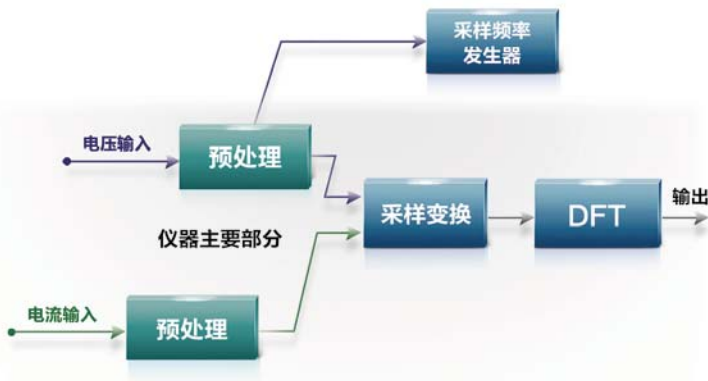 采样频率
发生器
电压输入
预处理
采样变换
DFT
输出
仪器主要部分
电流输入
预处理